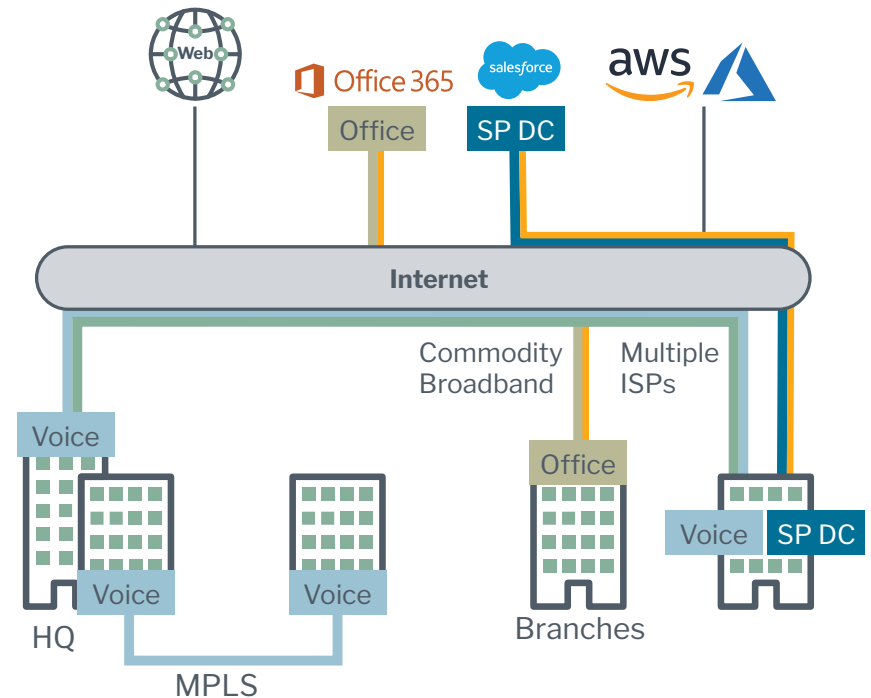 Web
Office 365
salesforce
aws
Office
SP DC
Internet
Commodity
Broadband
Multiple
ISPs
Voice
Office
Voice
SP DC
Voice
Voice
HQ
Branches
MPLS